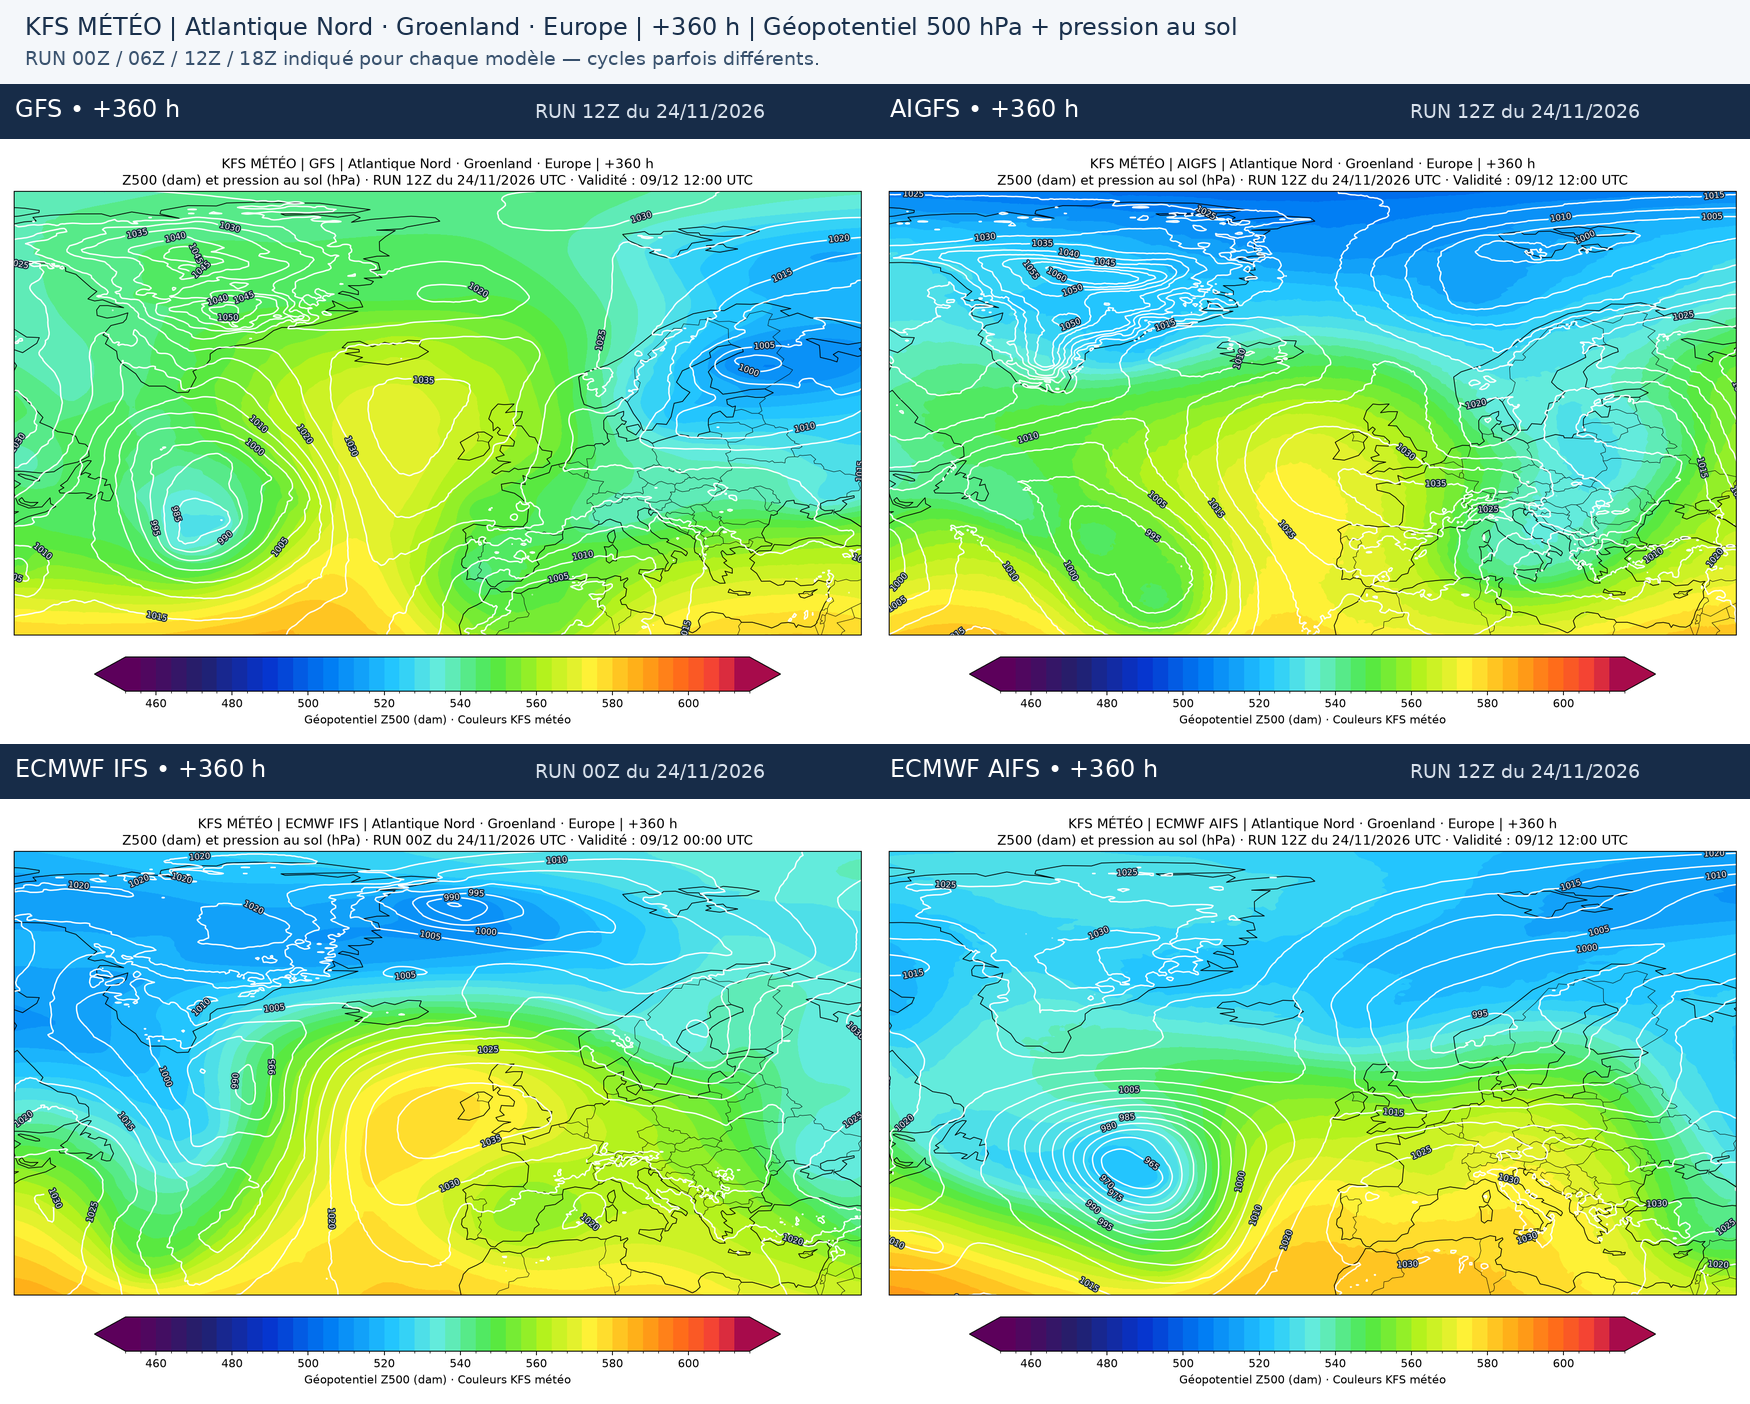 KFS MÉTÉO | Atlantique Nord · Groenland · Europe | +360 h | Géopotentiel 500 hPa + pression au sol
RUN 00Z / 06Z / 12Z / 18Z indiqué pour chaque modèle — cycles parfois différents.
GFS • +360 h
RUN 12Z du 24/11/2026
AIGFS • +360 h
RUN 12Z du 24/11/2026
KFS MÉTÉO | GFS | Atlantique Nord · Groenland · Europe | +360 h
Z500 (dam) et pression au sol (hPa) · RUN 12Z du 24/11/2026 UTC · Validité : 09/12 12:00 UTC
KFS MÉTÉO | AIGFS | Atlantique Nord · Groenland · Europe | +360 h
Z500 (dam) et pression au sol (hPa) · RUN 12Z du 24/11/2026 UTC · Validité : 09/12 12:00 UTC
460 480 500 520 540 560 580 600
Géopotentiel Z500 (dam) · Couleurs KFS météo
460 480 500 520 540 560 580 600
Géopotentiel Z500 (dam) · Couleurs KFS météo
ECMWF IFS • +360 h
RUN 00Z du 24/11/2026
ECMWF AIFS • +360 h
RUN 12Z du 24/11/2026
KFS MÉTÉO | ECMWF IFS | Atlantique Nord · Groenland · Europe | +360 h
Z500 (dam) et pression au sol (hPa) · RUN 00Z du 24/11/2026 UTC · Validité : 09/12 00:00 UTC
KFS MÉTÉO | ECMWF AIFS | Atlantique Nord · Groenland · Europe | +360 h
Z500 (dam) et pression au sol (hPa) · RUN 12Z du 24/11/2026 UTC · Validité : 09/12 12:00 UTC
460 480 500 520 540 560 580 600
Géopotentiel Z500 (dam) · Couleurs KFS météo
460 480 500 520 540 560 580 600
Géopotentiel Z500 (dam) · Couleurs KFS météo